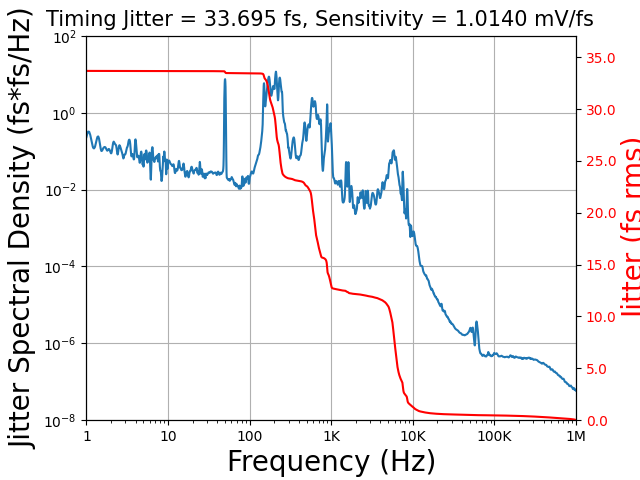 Timing Jitter = 33.695 fs, Sensitivity = 1.0140 mV/fs
Jitter Spectral Density (fs*fs/Hz)
10^2
10^0
10^−2
10^−4
10^−6
10^−8
35.0
30.0
25.0
20.0
15.0
10.0
5.0
0.0
Jitter (fs rms)
1 10 100 1K 10K 100K 1M
Frequency (Hz)